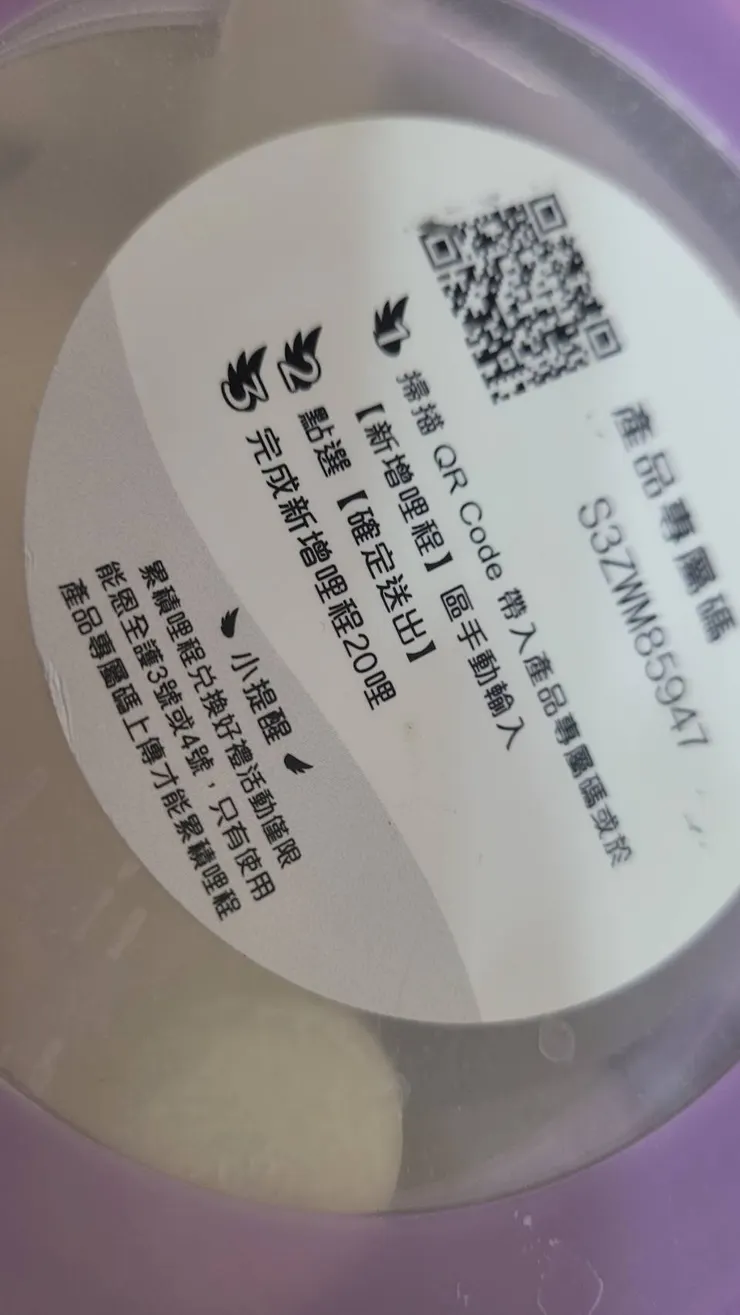 產品專屬碼
S3ZWM85947
1 掃描 QR Code 帶入產品專屬碼或於
【新增哩程】區手動輸入
2 點選【確定送出】
3 完成新增哩程20哩
小提醒
累積哩程兌換好禮活動僅限
能恩全護3號或4號,只有使用
產品專屬碼上傳才能累積哩程